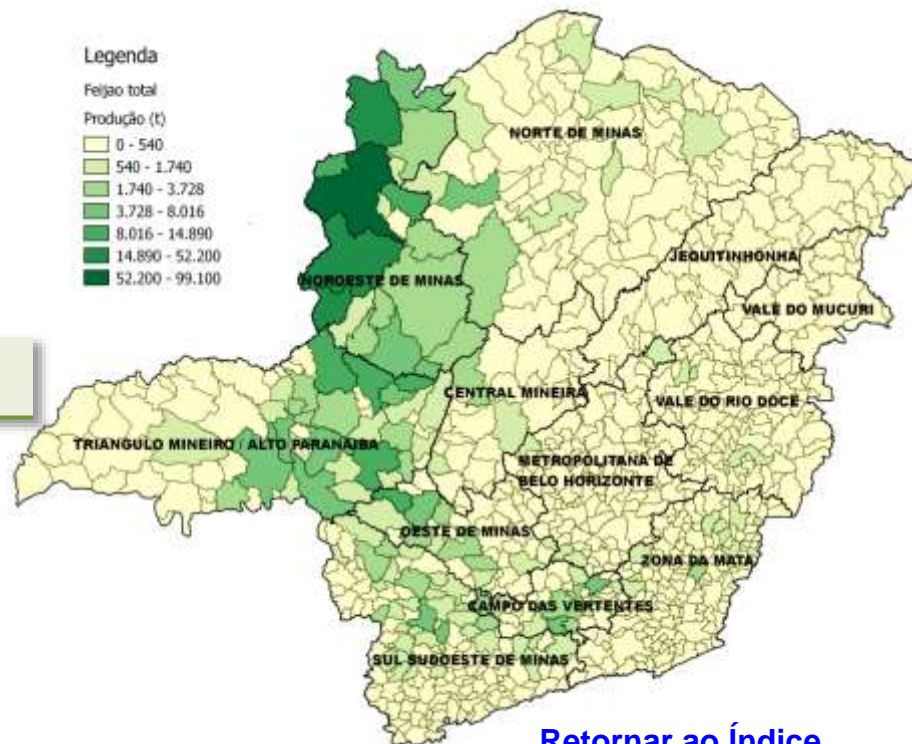 Legenda
Feijao total
Produção (t)
0 - 540
540 - 1.740
1.740 - 3.728
3.728 - 8.016
8.016 - 14.890
14.890 - 52.200
52.200 - 99.100
NORTE DE MINAS
JEQUITINHONHA
NOROESTE DE MINAS
VALE DO MUCURI
CENTRAL MINEIRA
VALE DO RIO DOCE
TRIANGULO MINEIRO / ALTO PARANAIBA
METROPOLITANA DE
BELO HORIZONTE
OESTE DE MINAS
ZONA DA MATA
CAMPO DAS VERTENTES
SUL SUDOESTE DE MINAS
Retornar ao Índice